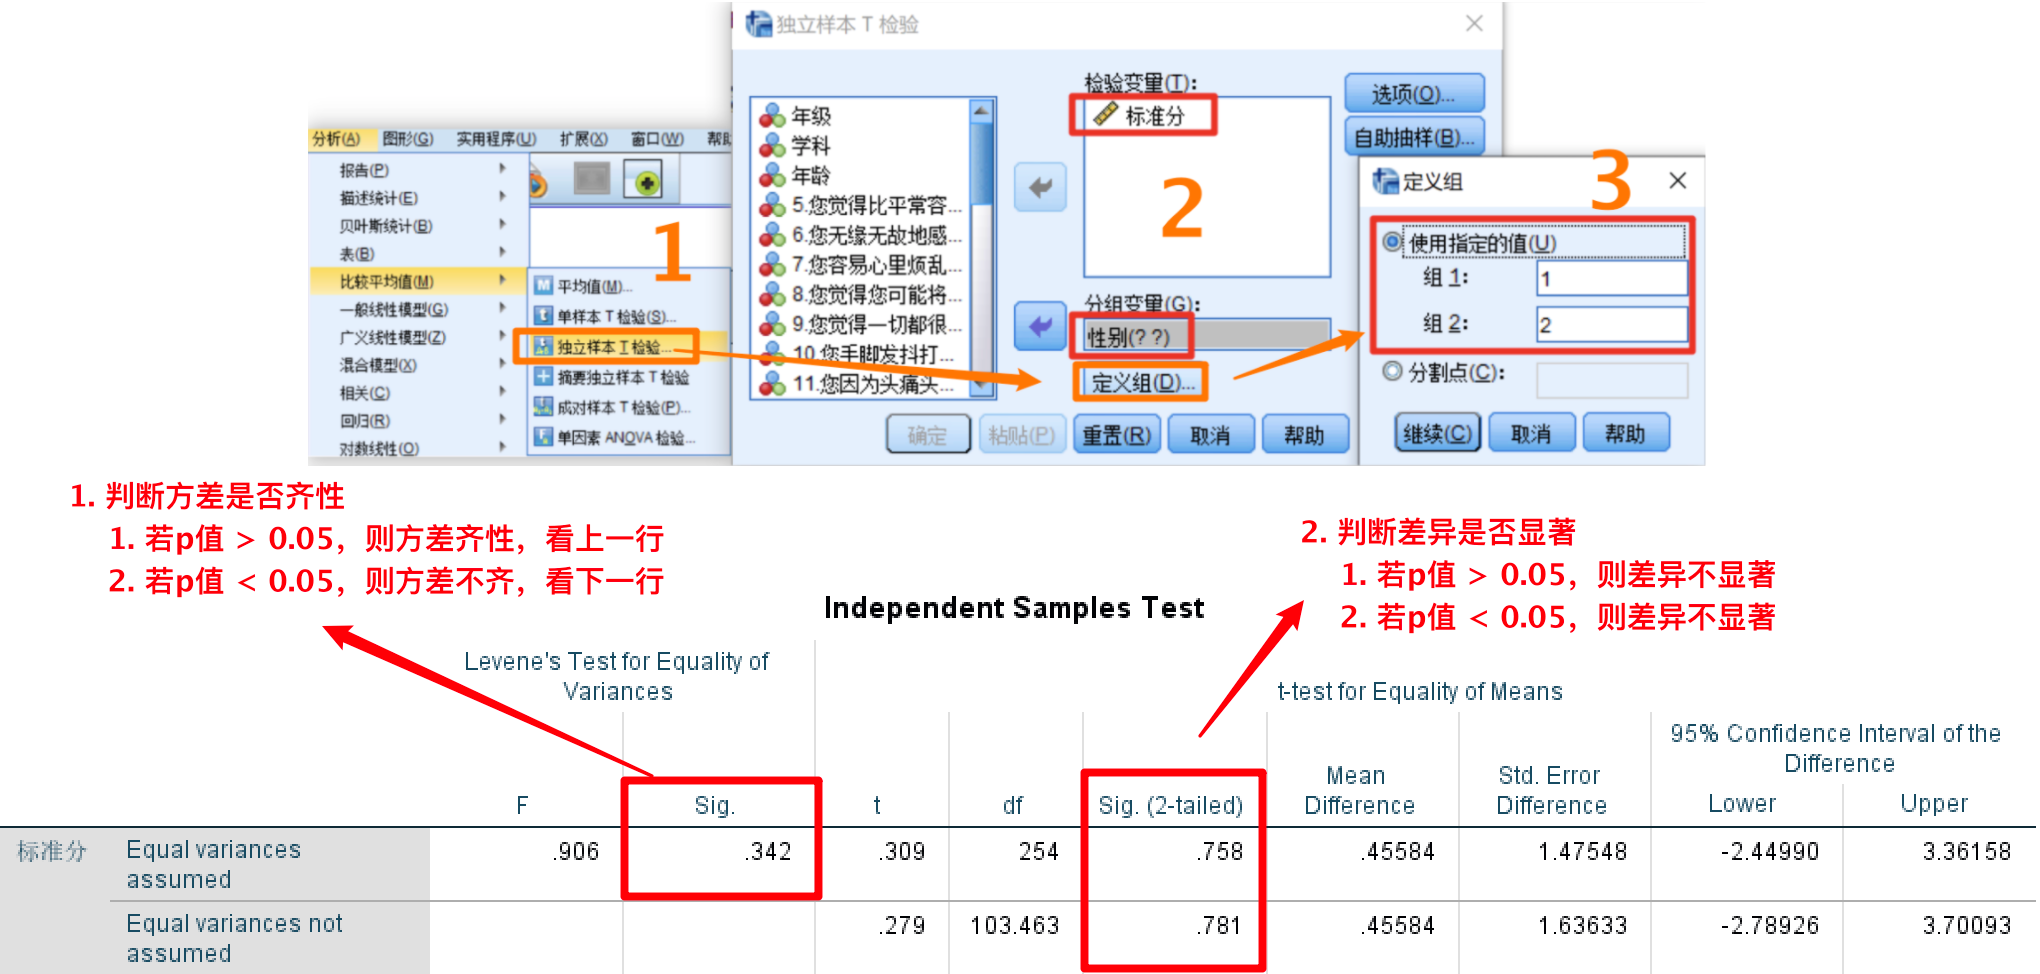 分析(A) 图形(G) 实用程序(U) 扩展(X) 窗口(W) 帮助
报告(P)
描述统计(E)
贝叶斯统计(B)
表(B)
比较平均值(M)
一般线性模型(G)
广义线性模型(Z)
混合模型(X)
相关(C)
回归(R)
对数线性(O)
1
平均值(M)...
单样本 T 检验(S)...
独立样本 T 检验...
摘要独立样本 T 检验
成对样本 T 检验(P)...
单因素 ANOVA 检验...
独立样本 T 检验
年级
学科
年龄
5.您觉得比平常容...
6.您无缘无故地感...
7.您容易心里烦乱...
8.您觉得您可能将...
9.您觉得一切都很...
10.您手脚发抖打...
11.您因为头痛头...
检验变量(T):
标准分
2
分组变量(G):
性别(? ?)
定义组(D)...
选项(O)...
自助抽样(B)...
确定 粘贴(P) 重置(R) 取消 帮助
定义组
3
使用指定的值(U)
组 1: 1
组 2: 2
分割点(C):
继续(C) 取消 帮助
1. 判断方差是否齐性
1. 若p值 > 0.05，则方差齐性，看上一行
2. 若p值 < 0.05，则方差不齐，看下一行
2. 判断差异是否显著
1. 若p值 > 0.05，则差异不显著
2. 若p值 < 0.05，则差异不显著
Independent Samples Test
Levene's Test for Equality of
Variances
t-test for Equality of Means
95% Confidence Interval of the
Difference
F Sig. t df Sig. (2-tailed) Mean Difference Std. Error Difference Lower Upper
标准分 Equal variances assumed .906 .342 .309 254 .758 .45584 1.47548 -2.44990 3.36158
Equal variances not assumed .279 103.463 .781 .45584 1.63633 -2.78926 3.70093